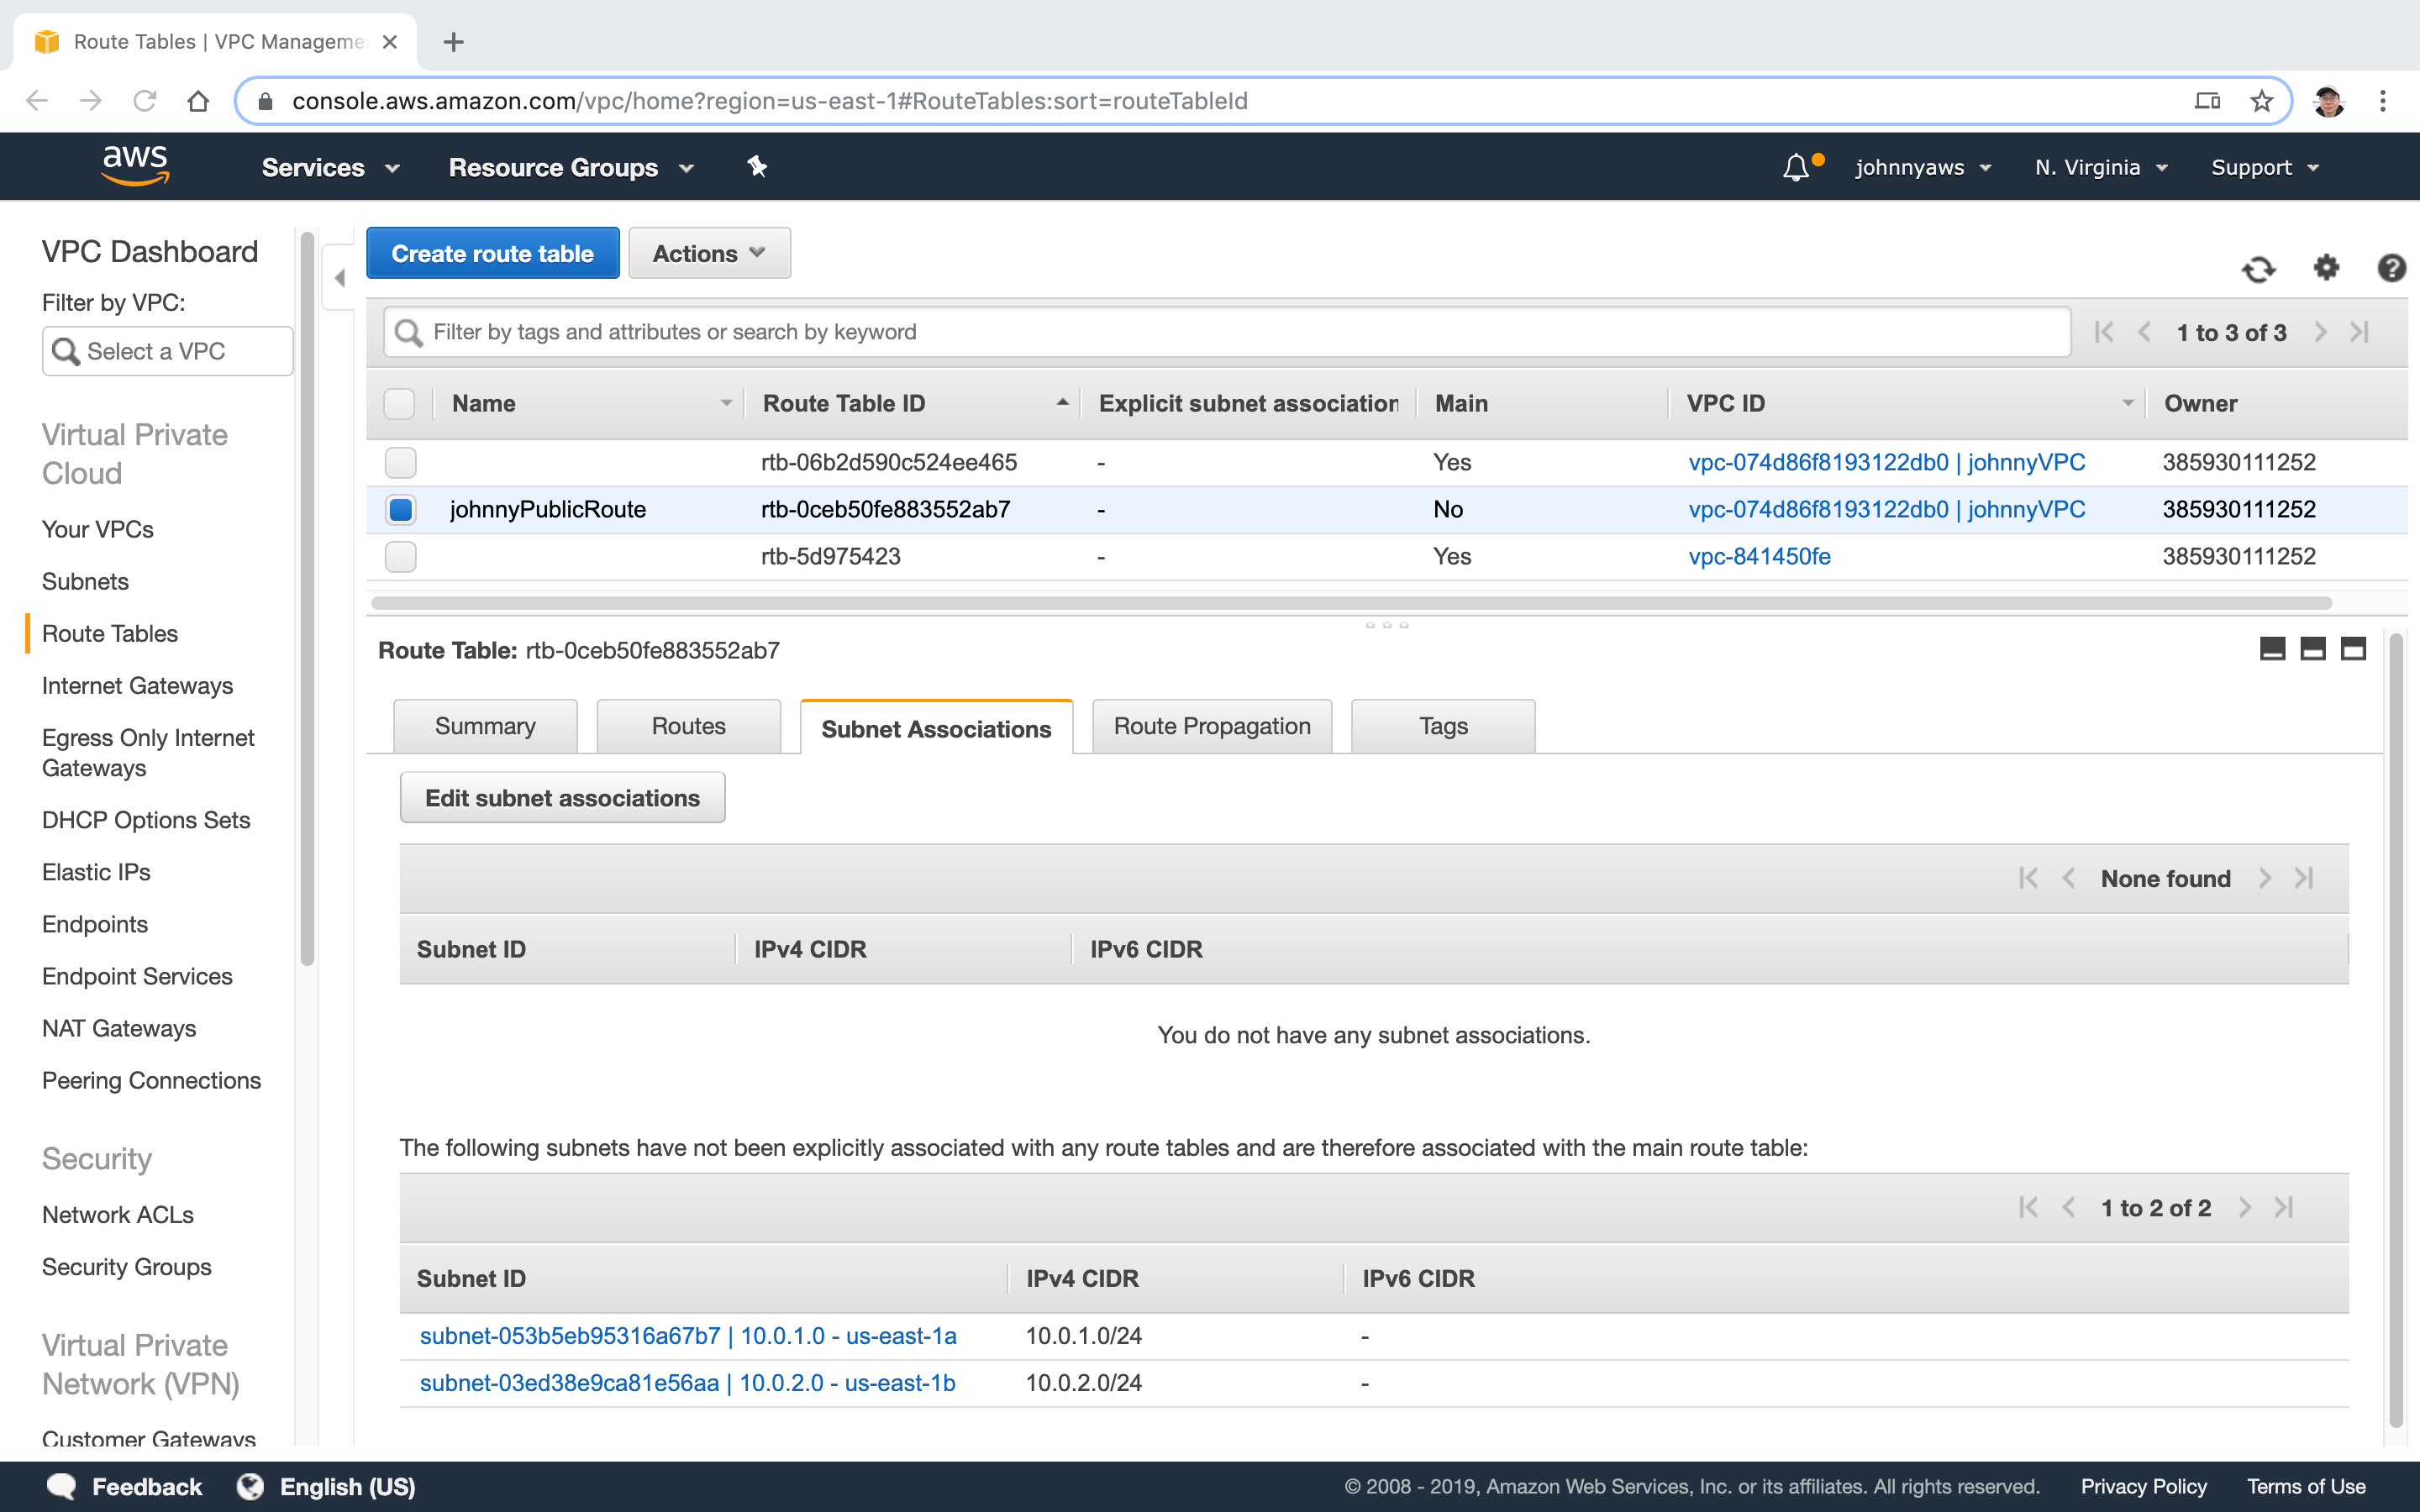 Route Tables | VPC Manageme
console.aws.amazon.com/vpc/home?region=us-east-1#RouteTables:sort=routeTableId
aws
Services
Resource Groups
johnnyaws
N. Virginia
Support
VPC Dashboard
Filter by VPC:
Select a VPC
Virtual Private
Cloud
Your VPCs
Subnets
Route Tables
Internet Gateways
Egress Only Internet
Gateways
DHCP Options Sets
Elastic IPs
Endpoints
Endpoint Services
NAT Gateways
Peering Connections
Security
Network ACLs
Security Groups
Virtual Private
Network (VPN)
Customer Gateways
Create route table
Actions
Filter by tags and attributes or search by keyword
1 to 3 of 3
Name Route Table ID Explicit subnet association Main VPC ID Owner
rtb-06b2d590c524ee465 - Yes vpc-074d86f8193122db0 | johnnyVPC 385930111252
johnnyPublicRoute rtb-0ceb50fe883552ab7 - No vpc-074d86f8193122db0 | johnnyVPC 385930111252
rtb-5d975423 - Yes vpc-841450fe 385930111252
Route Table: rtb-0ceb50fe883552ab7
Summary
Routes
Subnet Associations
Route Propagation
Tags
Edit subnet associations
None found
Subnet ID IPv4 CIDR IPv6 CIDR
You do not have any subnet associations.
The following subnets have not been explicitly associated with any route tables and are therefore associated with the main route table:
1 to 2 of 2
Subnet ID IPv4 CIDR IPv6 CIDR
subnet-053b5eb95316a67b7 | 10.0.1.0 - us-east-1a 10.0.1.0/24 -
subnet-03ed38e9ca81e56aa | 10.0.2.0 - us-east-1b 10.0.2.0/24 -
Feedback
English (US)
© 2008 - 2019, Amazon Web Services, Inc. or its affiliates. All rights reserved.
Privacy Policy
Terms of Use